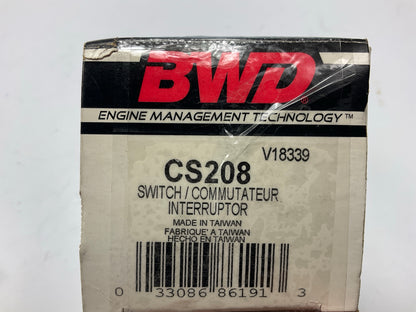 BWD®
ENGINE MANAGEMENT TECHNOLOGY™
V18339
CS208
SWITCH / COMMUTATEUR
INTERRUPTOR
MADE IN TAIWAN
FABRIQUE' A TAIWAN
HECHO EN TAIWAN
0 33086 86191 3